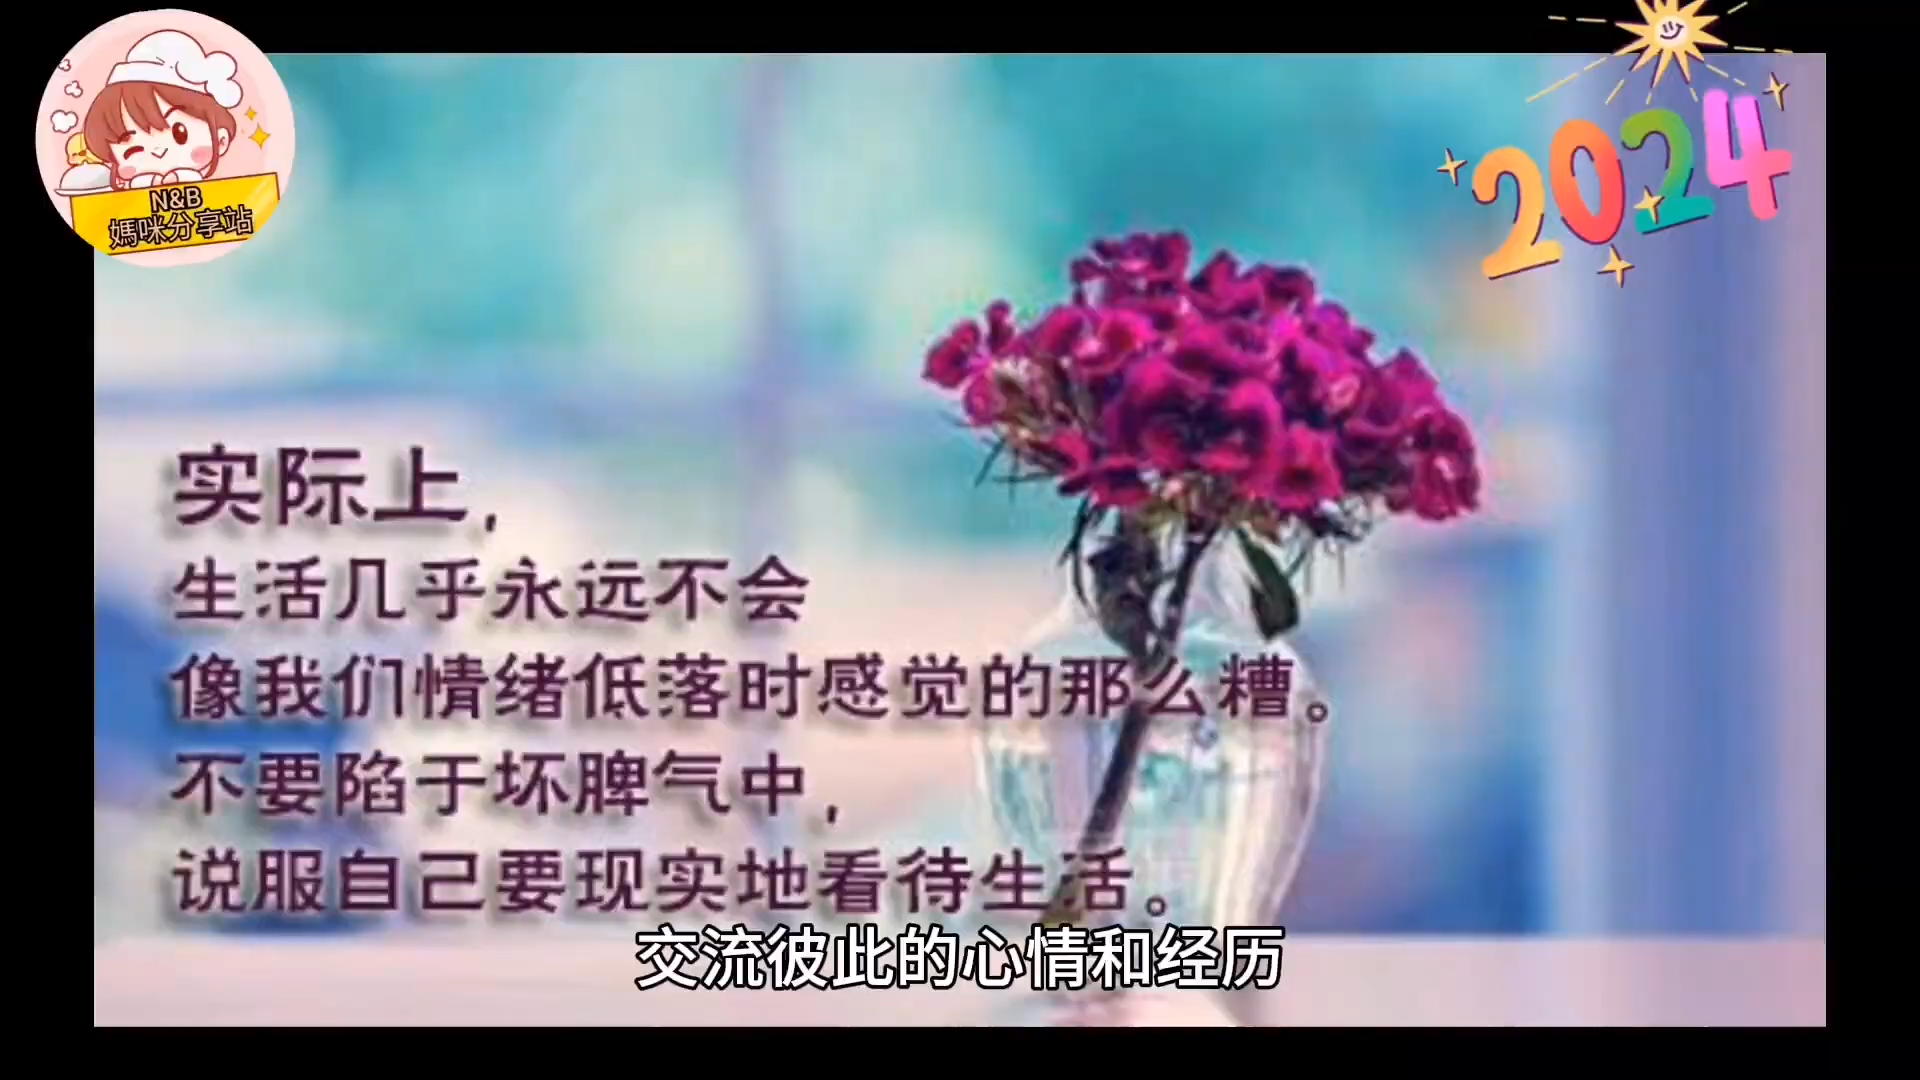 N&B
媽咪分享站
2024
实际上,
生活几乎永远不会
像我们情绪低落时感觉的那么糟。
不要陷于坏脾气中,
说服自己要现实地看待生活。
交流彼此的心情和经历